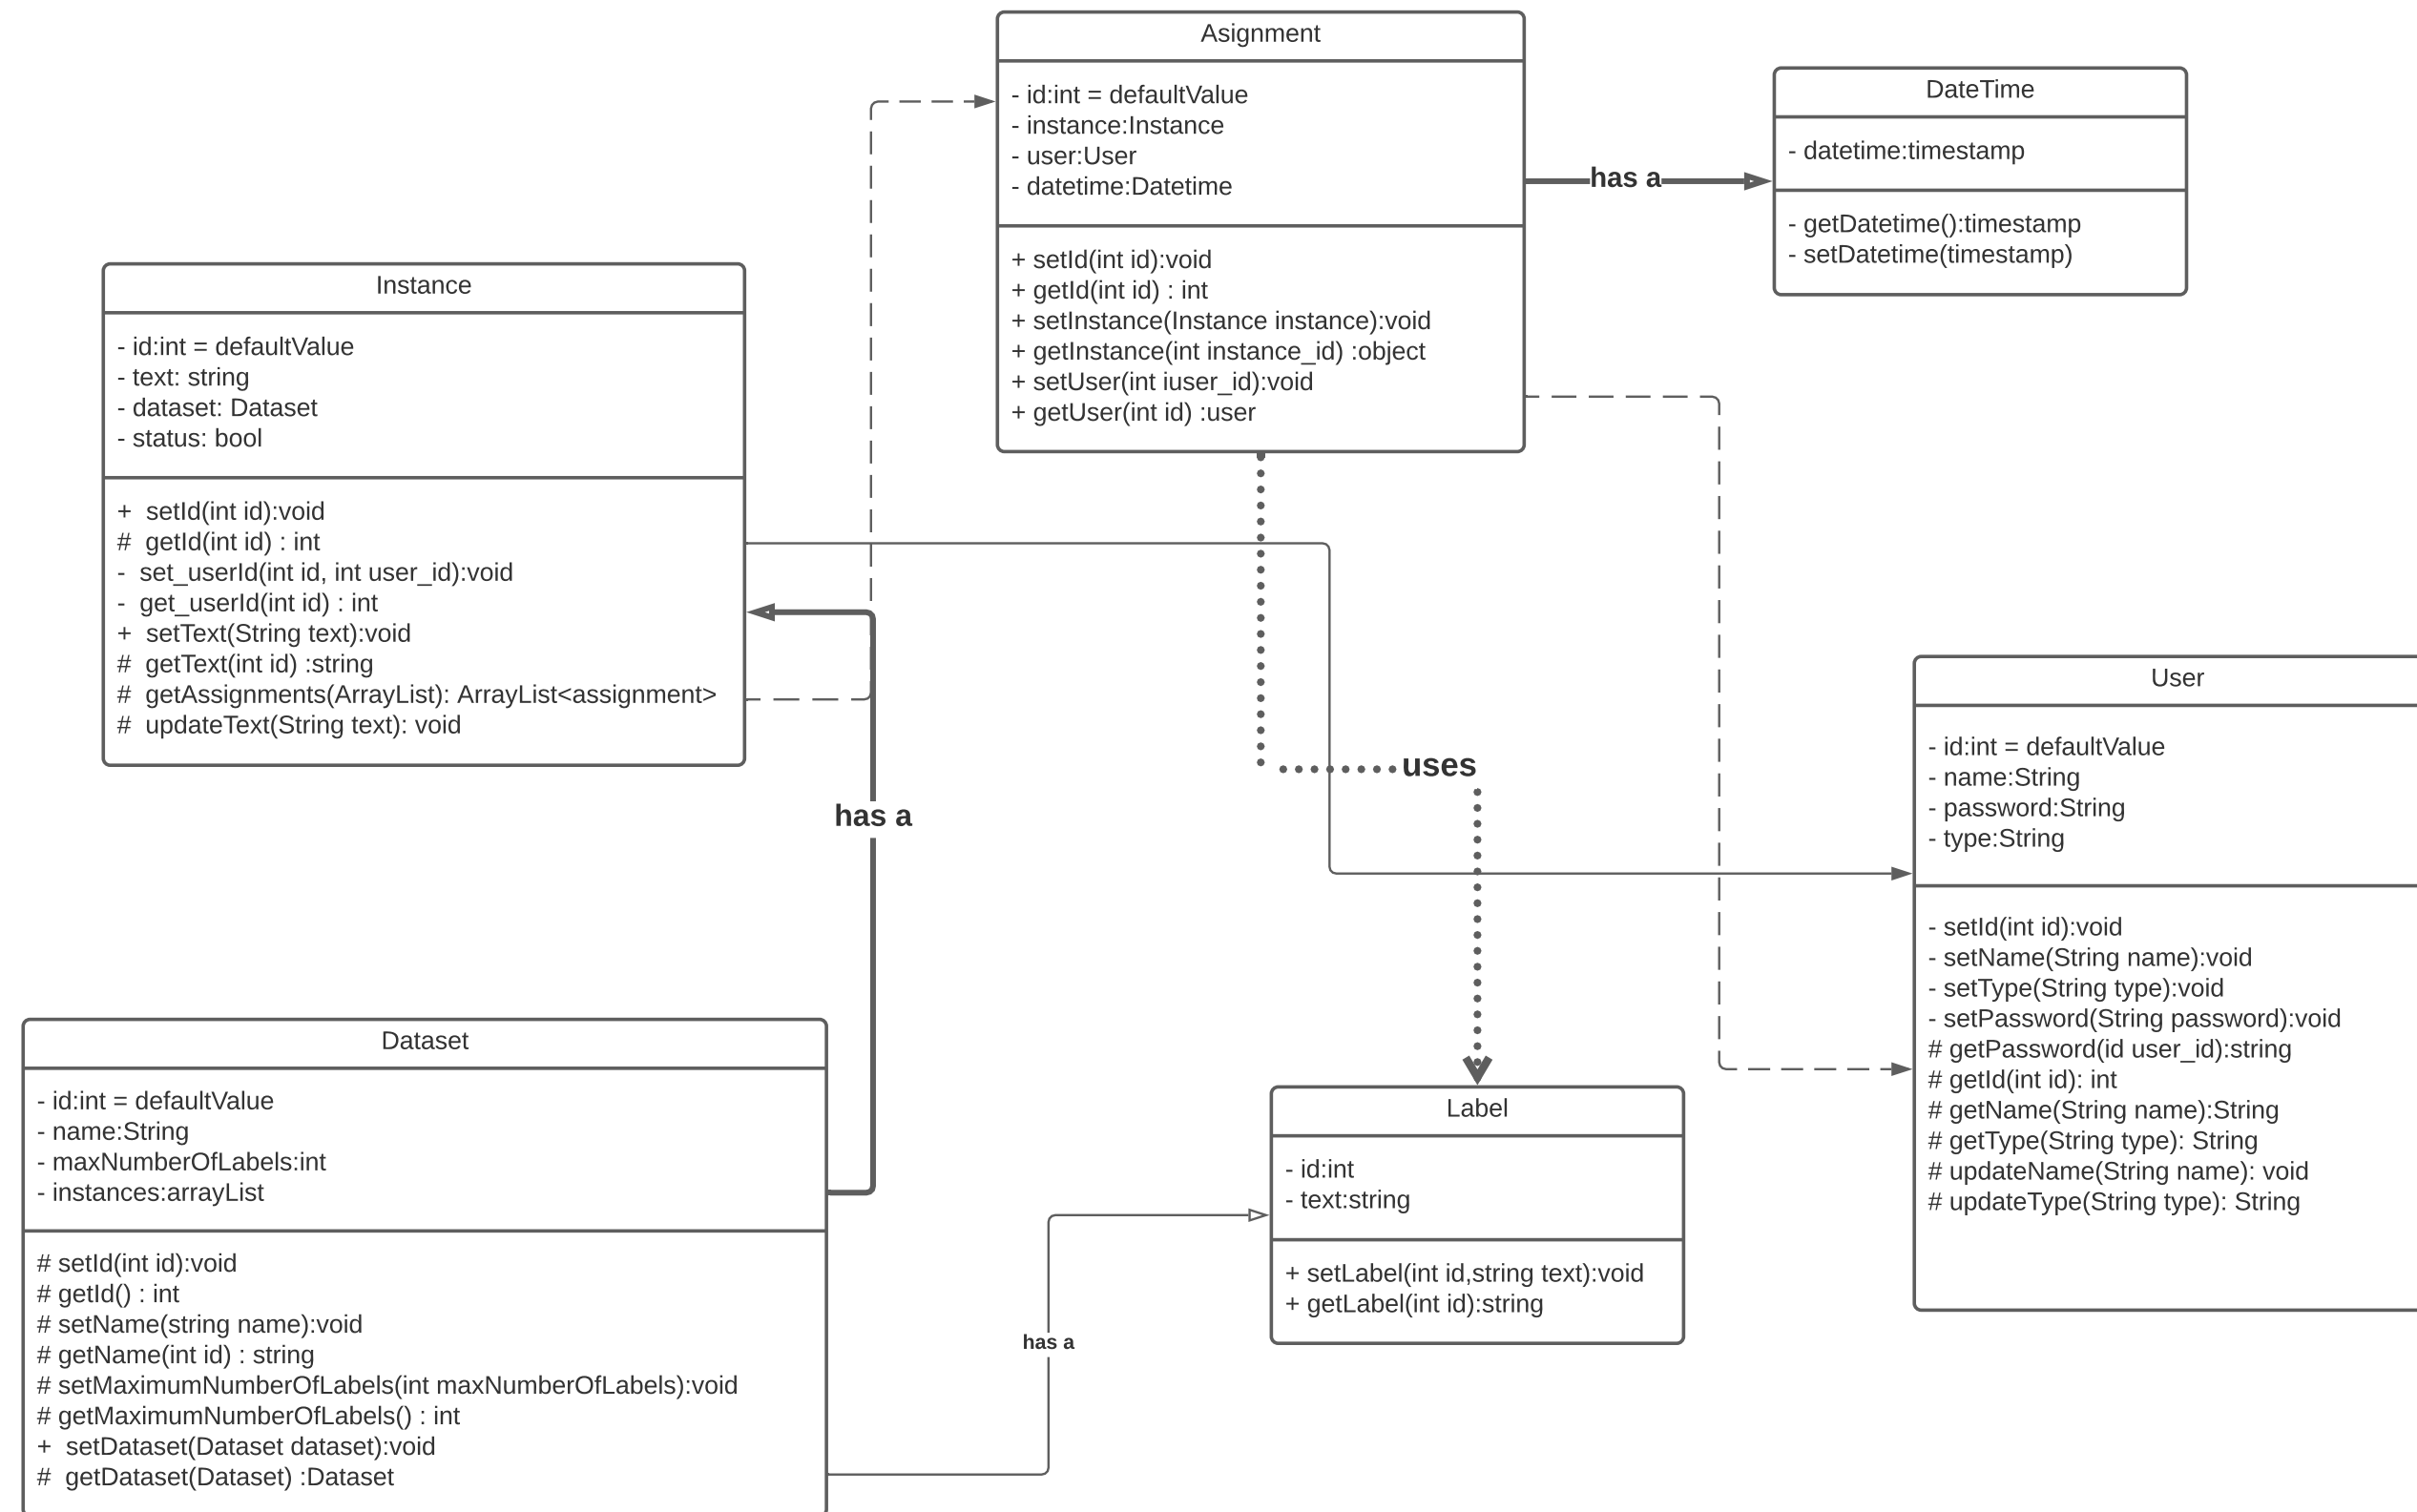 Asignment
- id:int = defaultValue
- instance:Instance
- user:User
- datetime:Datetime
+ setId(int id):void
+ getId(int id) : int
+ setInstance(Instance instance):void
+ getInstance(int instance_id) :object
+ setUser(int iuser_id):void
+ getUser(int id) :user
has a
DateTime
- datetime:timestamp
- getDatetime():timestamp
- setDatetime(timestamp)
Instance
- id:int = defaultValue
- text: string
- dataset: Dataset
- status: bool
+  setId(int id):void
#  getId(int id) : int
-  set_userId(int id, int user_id):void
-  get_userId(int id) : int
+  setText(String text):void
#  getText(int id) :string
#  getAssignments(ArrayList): ArrayList<assignment>
#  updateText(String text): void
uses
has a
User
- id:int = defaultValue
- name:String
- password:String
- type:String
- setId(int id):void
- setName(String name):void
- setType(String type):void
- setPassword(String password):void
# getPassword(id user_id):string
# getId(int id): int
# getName(String name):String
# getType(String type): String
# updateName(String name): void
# updateType(String type): String
Dataset
- id:int = defaultValue
- name:String
- maxNumberOfLabels:int
- instances:arrayList
# setId(int id):void
# getId() : int
# setName(string name):void
# getName(int id) : string
# setMaximumNumberOfLabels(int maxNumberOfLabels):void
# getMaximumNumberOfLabels() : int
+  setDataset(Dataset dataset):void
#  getDataset(Dataset) :Dataset
has a
Label
- id:int
- text:string
+ setLabel(int id,string text):void
+ getLabel(int id):string